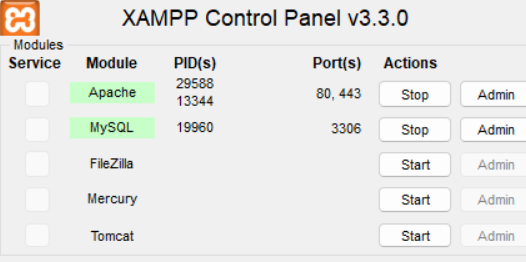 XAMPP Control Panel v3.3.0
Modules
Service Module PID(s) Port(s) Actions
Apache 29588 13344 80, 443 Stop Admin
MySQL 19960 3306 Stop Admin
FileZilla Start Admin
Mercury Start Admin
Tomcat Start Admin